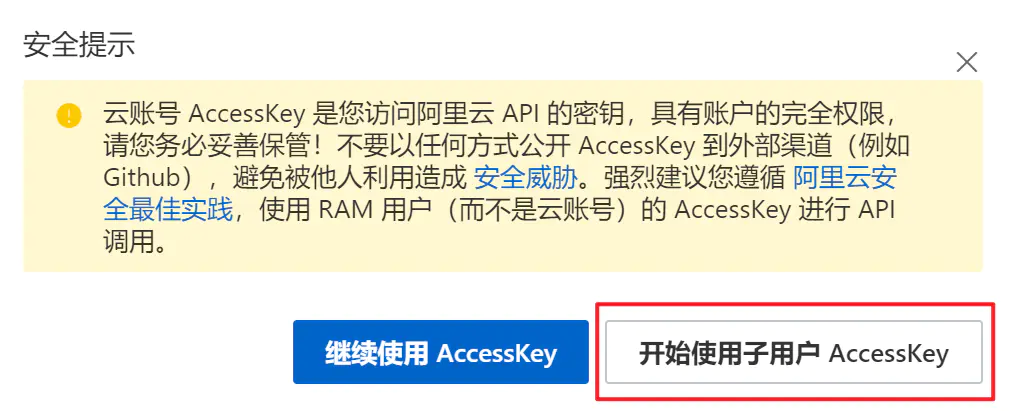 安全提示
云账号 AccessKey 是您访问阿里云 API 的密钥，具有账户的完全权限，
请您务必妥善保管！不要以任何方式公开 AccessKey 到外部渠道（例如
Github），避免被他人利用造成 安全威胁。强烈建议您遵循 阿里云安
全最佳实践，使用 RAM 用户（而不是云账号）的 AccessKey 进行 API
调用。
继续使用 AccessKey
开始使用子用户 AccessKey